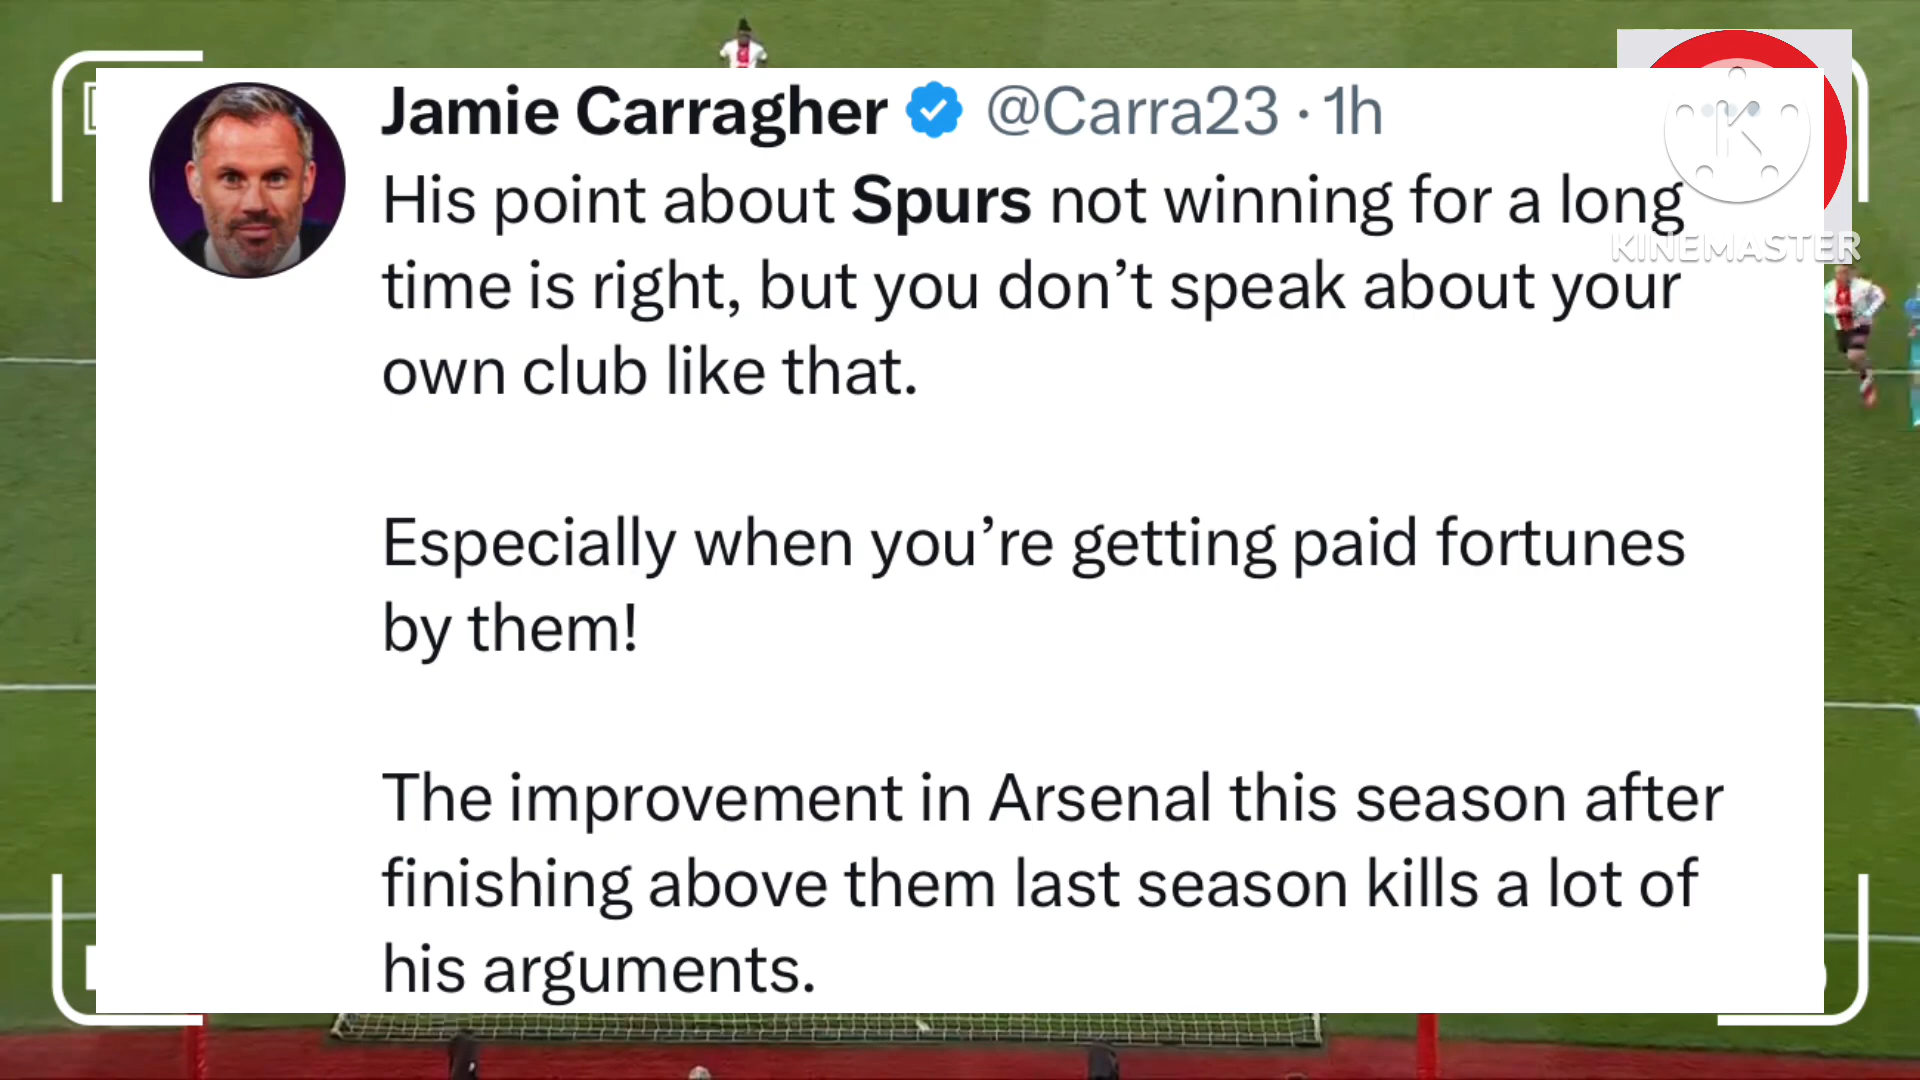 Jamie Carragher @Carra23 · 1h
His point about Spurs not winning for a long
time is right, but you don’t speak about your
own club like that.
Especially when you’re getting paid fortunes
by them!
The improvement in Arsenal this season after
finishing above them last season kills a lot of
his arguments.
K
KINEMASTER